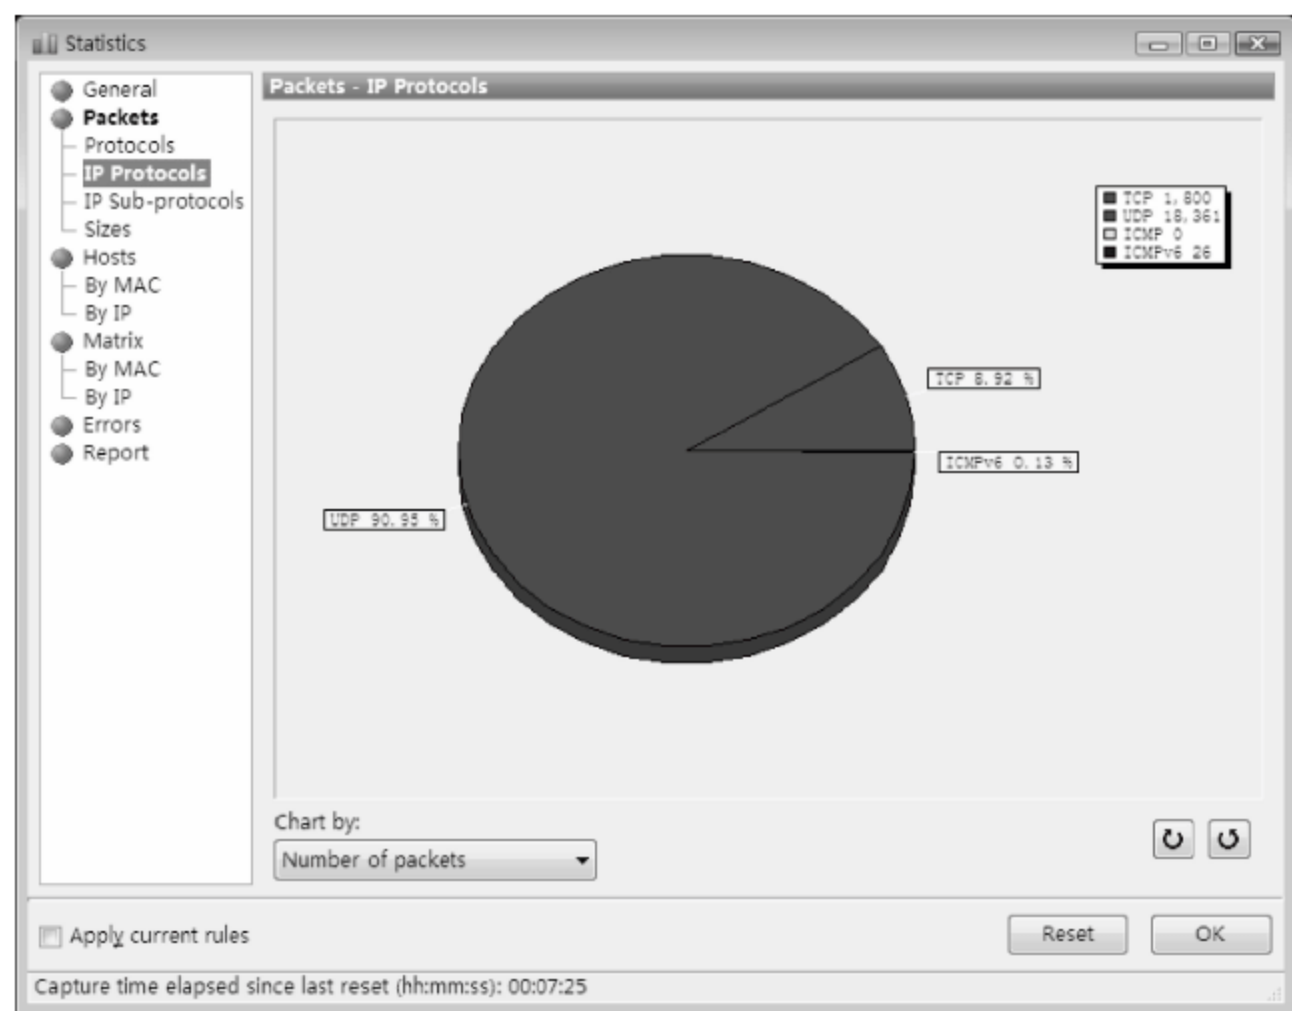 Statistics
General
Packets
Protocols
IP Protocols
IP Sub-protocols
Sizes
Hosts
By MAC
By IP
Matrix
By MAC
By IP
Errors
Report
Packets - IP Protocols
TCP 1,800
UDP 18,361
ICMP 0
ICMPv6 26
TCP 8.92 %
ICMPv6 0.13 %
UDP 90.95 %
Chart by:
Number of packets
Apply current rules
Reset
OK
Capture time elapsed since last reset (hh:mm:ss): 00:07:25